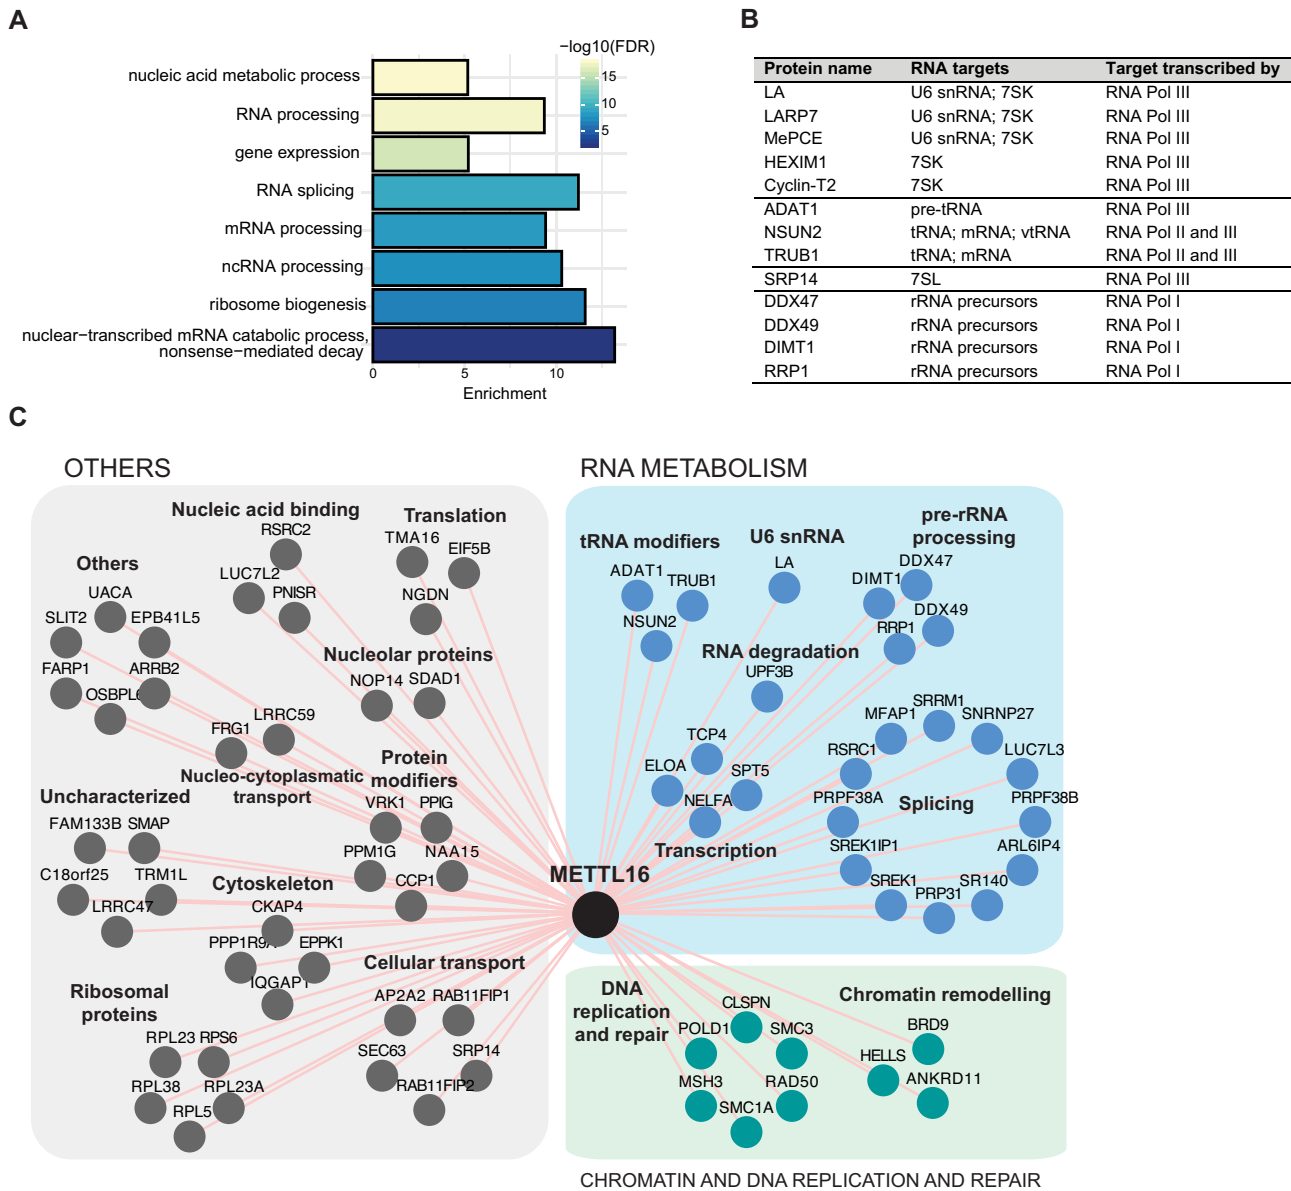 A
−log10(FDR)
15
10
5
nucleic acid metabolic process
RNA processing
gene expression
RNA splicing
mRNA processing
ncRNA processing
ribosome biogenesis
nuclear−transcribed mRNA catabolic process,
nonsense−mediated decay
0 5 10
Enrichment
B
Protein name RNA targets Target transcribed by
LA U6 snRNA; 7SK RNA Pol III
LARP7 U6 snRNA; 7SK RNA Pol III
MePCE U6 snRNA; 7SK RNA Pol III
HEXIM1 7SK RNA Pol III
Cyclin-T2 7SK RNA Pol III
ADAT1 pre-tRNA RNA Pol III
NSUN2 tRNA; mRNA; vtRNA RNA Pol II and III
TRUB1 tRNA; mRNA RNA Pol II and III
SRP14 7SL RNA Pol III
DDX47 rRNA precursors RNA Pol I
DDX49 rRNA precursors RNA Pol I
DIMT1 rRNA precursors RNA Pol I
RRP1 rRNA precursors RNA Pol I
C
OTHERS
Nucleic acid binding
RSRC2
LUC7L2
PNISR
Translation
TMA16
EIF5B
NGDN
Others
UACA
SLIT2
EPB41L5
FARP1
ARRB2
OSBPL6
Nucleolar proteins
NOP14
SDAD1
LRRC59
FRG1
Nucleo-cytoplasmatic
transport
Protein
modifiers
VRK1
PPIG
PPM1G
NAA15
CCP1
Uncharacterized
FAM133B
SMAP
C18orf25
TRM1L
LRRC47
Cytoskeleton
CKAP4
PPP1R9A
EPPK1
IQGAP1
Cellular transport
AP2A2
RAB11FIP1
SEC63
SRP14
RAB11FIP2
Ribosomal
proteins
RPL23
RPS6
RPL38
RPL23A
RPL5
METTL16
RNA METABOLISM
tRNA modifiers
ADAT1
TRUB1
NSUN2
U6 snRNA
LA
pre-rRNA
processing
DDX47
DIMT1
DDX49
RRP1
RNA degradation
UPF3B
TCP4
ELOA
SPT5
NELFA
Transcription
SRRM1
MFAP1
SNRNP27
RSRC1
LUC7L3
PRPF38A
Splicing
PRPF38B
SREK1IP1
ARL6IP4
SREK1
PRP31
SR140
DNA
replication
and repair
CLSPN
POLD1
SMC3
MSH3
RAD50
SMC1A
Chromatin remodelling
BRD9
HELLS
ANKRD11
CHROMATIN AND DNA REPLICATION AND REPAIR